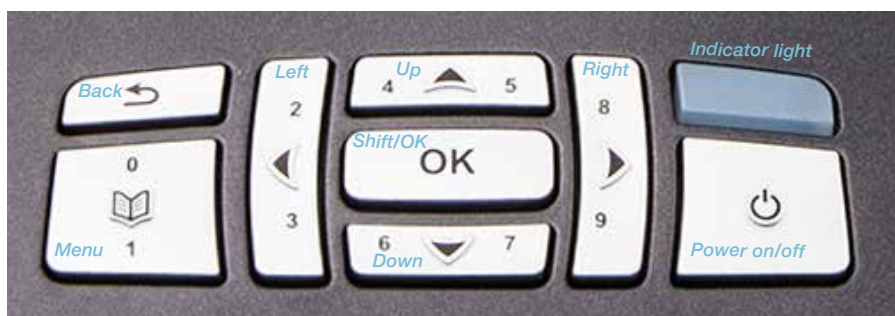 Indicator light
Back
Left
2
3
4 Up 5
Shift/OK
OK
6 7
Down
Right
8
9
0
Menu 1
Power on/off